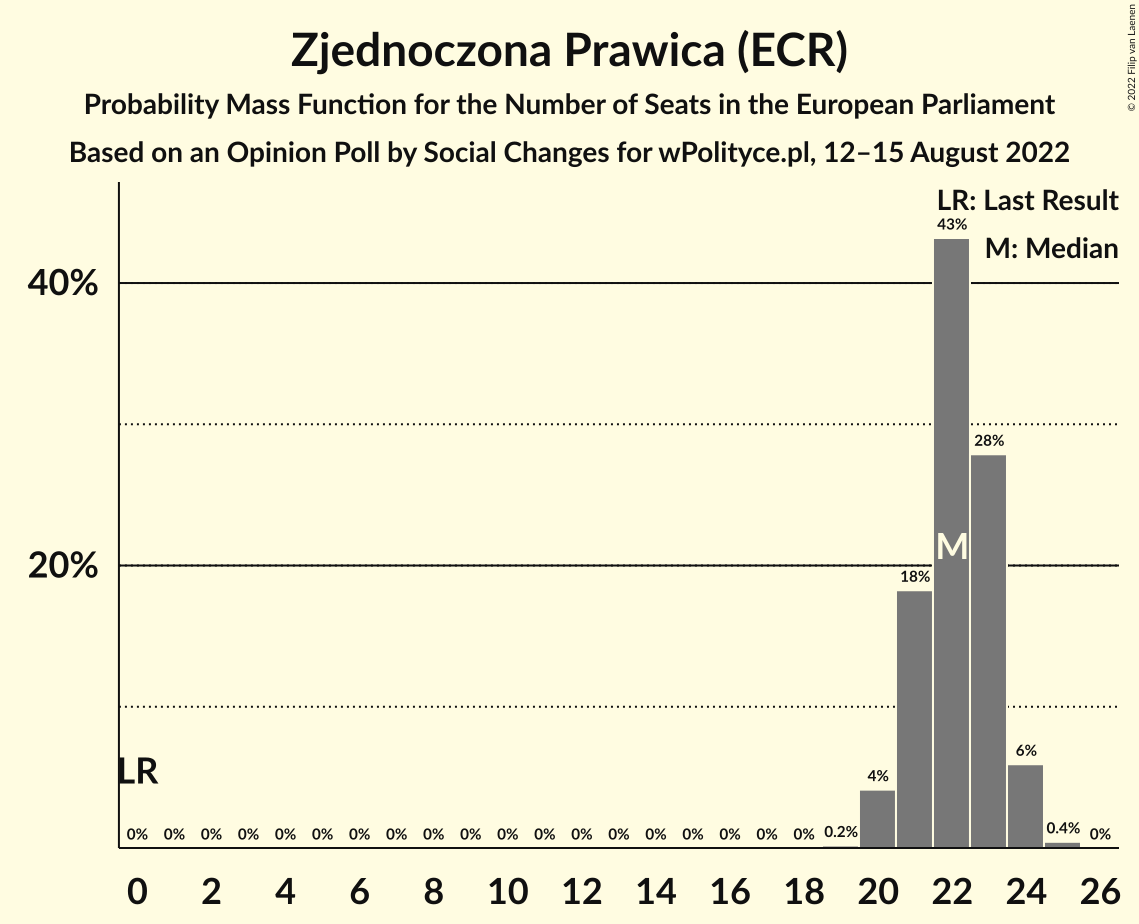 Zjednoczona Prawica (ECR)
Probability Mass Function for the Number of Seats in the European Parliament
Based on an Opinion Poll by Social Changes for wPolityce.pl, 12–15 August 2022
© 2022 Filip van Laenen
LR: Last Result
43%
M: Median
40%
28%
M
20%
18%
6%
LR
4%
0% 0% 0% 0% 0% 0% 0% 0% 0% 0% 0% 0% 0% 0% 0% 0% 0% 0% 0% 0.2% 0.4% 0%
0 2 4 6 8 10 12 14 16 18 20 22 24 26